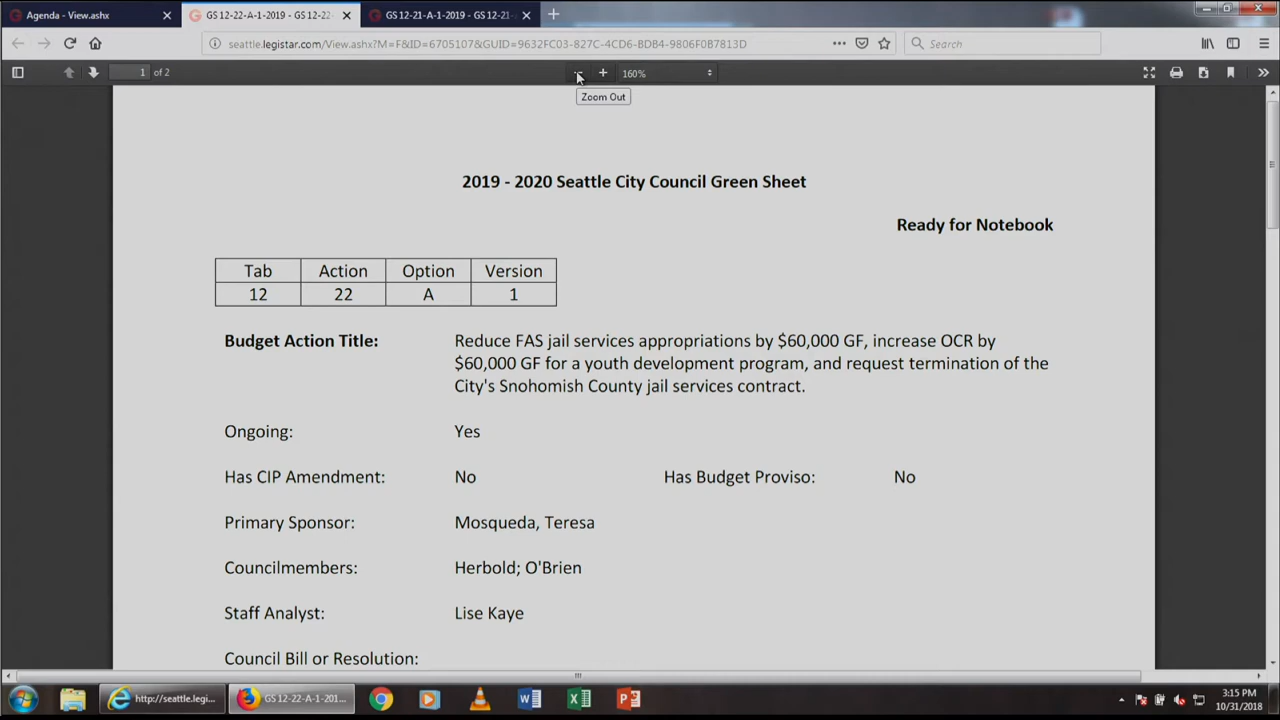 Agenda - View.ashx
GS 12-22-A-1-2019 - GS 12-22-
GS 12-21-A-1-2019 - GS 12-21-
seattle.legistar.com/View.ashx?M=F&ID=6705107&GUID=9632FC03-827C-4CD6-BDB4-9806F0B7813D
Search
1 of 2
160%
Zoom Out
2019 - 2020 Seattle City Council Green Sheet
Ready for Notebook
Tab Action Option Version
12 22 A 1
Budget Action Title: Reduce FAS jail services appropriations by $60,000 GF, increase OCR by
$60,000 GF for a youth development program, and request termination of the
City's Snohomish County jail services contract.
Ongoing: Yes
Has CIP Amendment: No Has Budget Proviso: No
Primary Sponsor: Mosqueda, Teresa
Councilmembers: Herbold; O'Brien
Staff Analyst: Lise Kaye
Council Bill or Resolution:
http://seattle.legi...
GS 12-22-A-1-201...
3:15 PM
10/31/2018